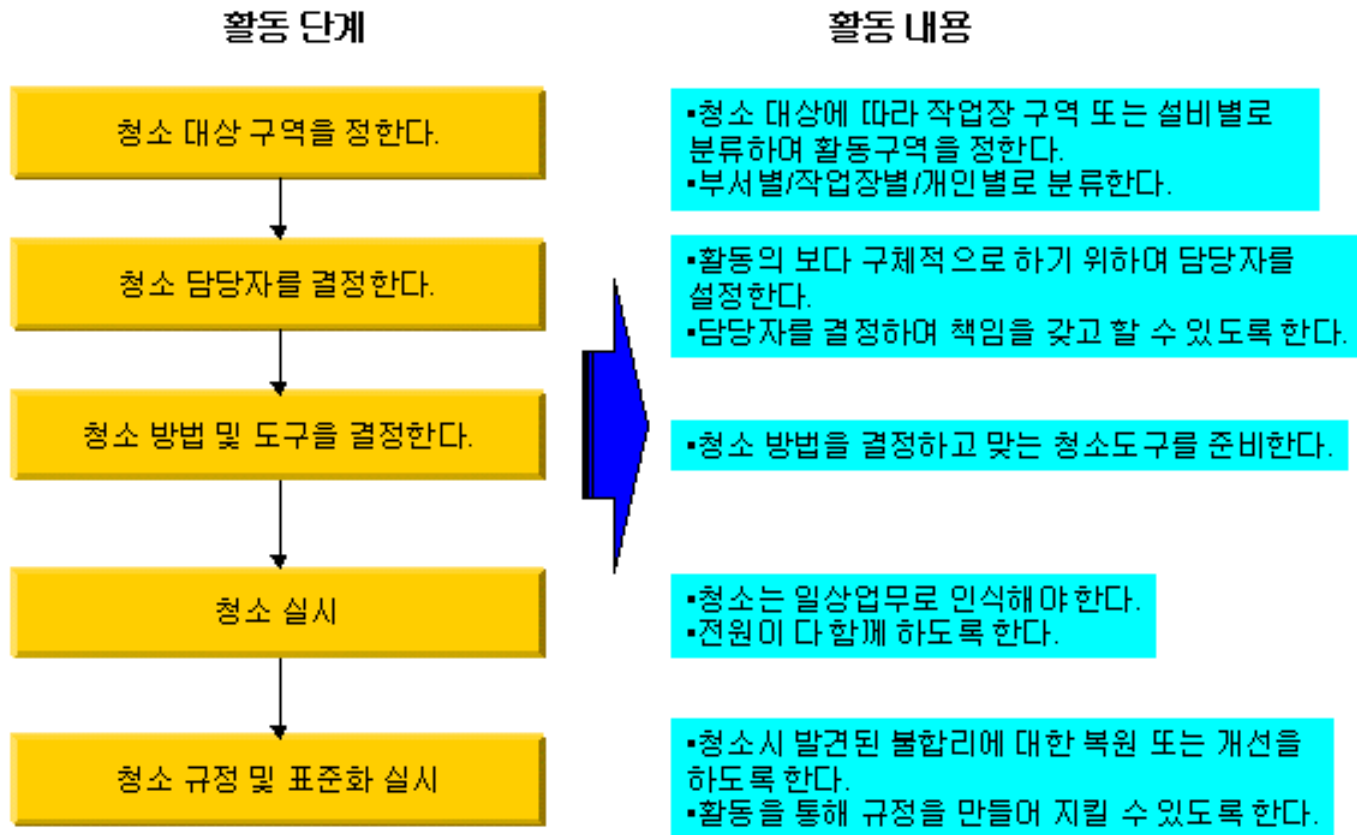 활동 단계
활동 내용
청소 대상 구역을 정한다.
▪청소 대상에 따라 작업장 구역 또는 설비별로
분류하여 활동구역을 정한다.
▪부서별/작업장별/개인별로 분류한다.
청소 담당자를 결정한다.
▪활동의 보다 구체적으로 하기 위하여 담당자를
설정한다.
▪담당자를 결정하여 책임을 갖고 할 수 있도록 한다.
청소 방법 및 도구을 결정한다.
▪청소 방법을 결정하고 맞는 청소도구를 준비한다.
청소 실시
▪청소는 일상업무로 인식해야 한다.
▪전원이 다 함께 하도록 한다.
청소 규정 및 표준화 실시
▪청소시 발견된 불합리에 대한 복원 또는 개선을
하도록 한다.
▪활동을 통해 규정을 만들어 지킬 수 있도록 한다.